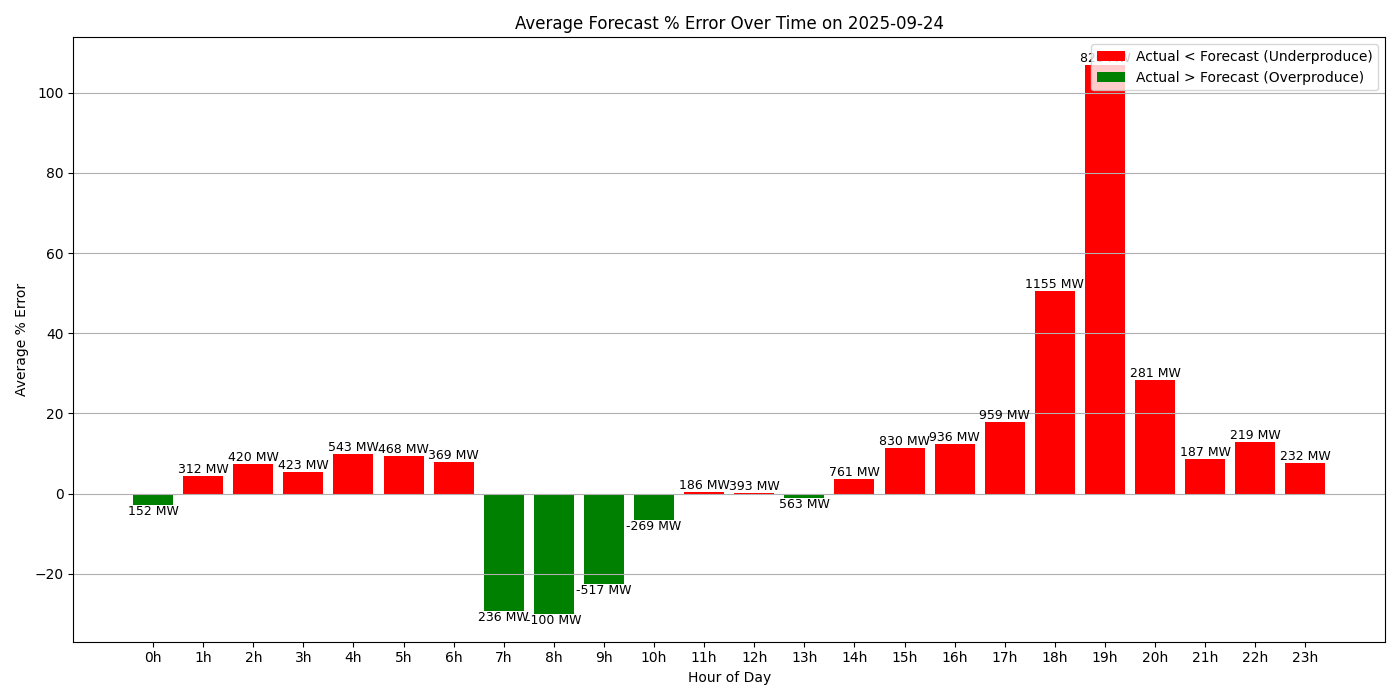 Average Forecast % Error Over Time on 2025-09-24
Actual < Forecast (Underproduce)
Actual > Forecast (Overproduce)
Average % Error
100
80
60
40
20
0
−20
152 MW
312 MW
420 MW
423 MW
543 MW
468 MW
369 MW
236 MW
-100 MW
-517 MW
-269 MW
186 MW
393 MW
563 MW
761 MW
830 MW
936 MW
959 MW
1155 MW
281 MW
187 MW
219 MW
232 MW
0h 1h 2h 3h 4h 5h 6h 7h 8h 9h 10h 11h 12h 13h 14h 15h 16h 17h 18h 19h 20h 21h 22h 23h
Hour of Day